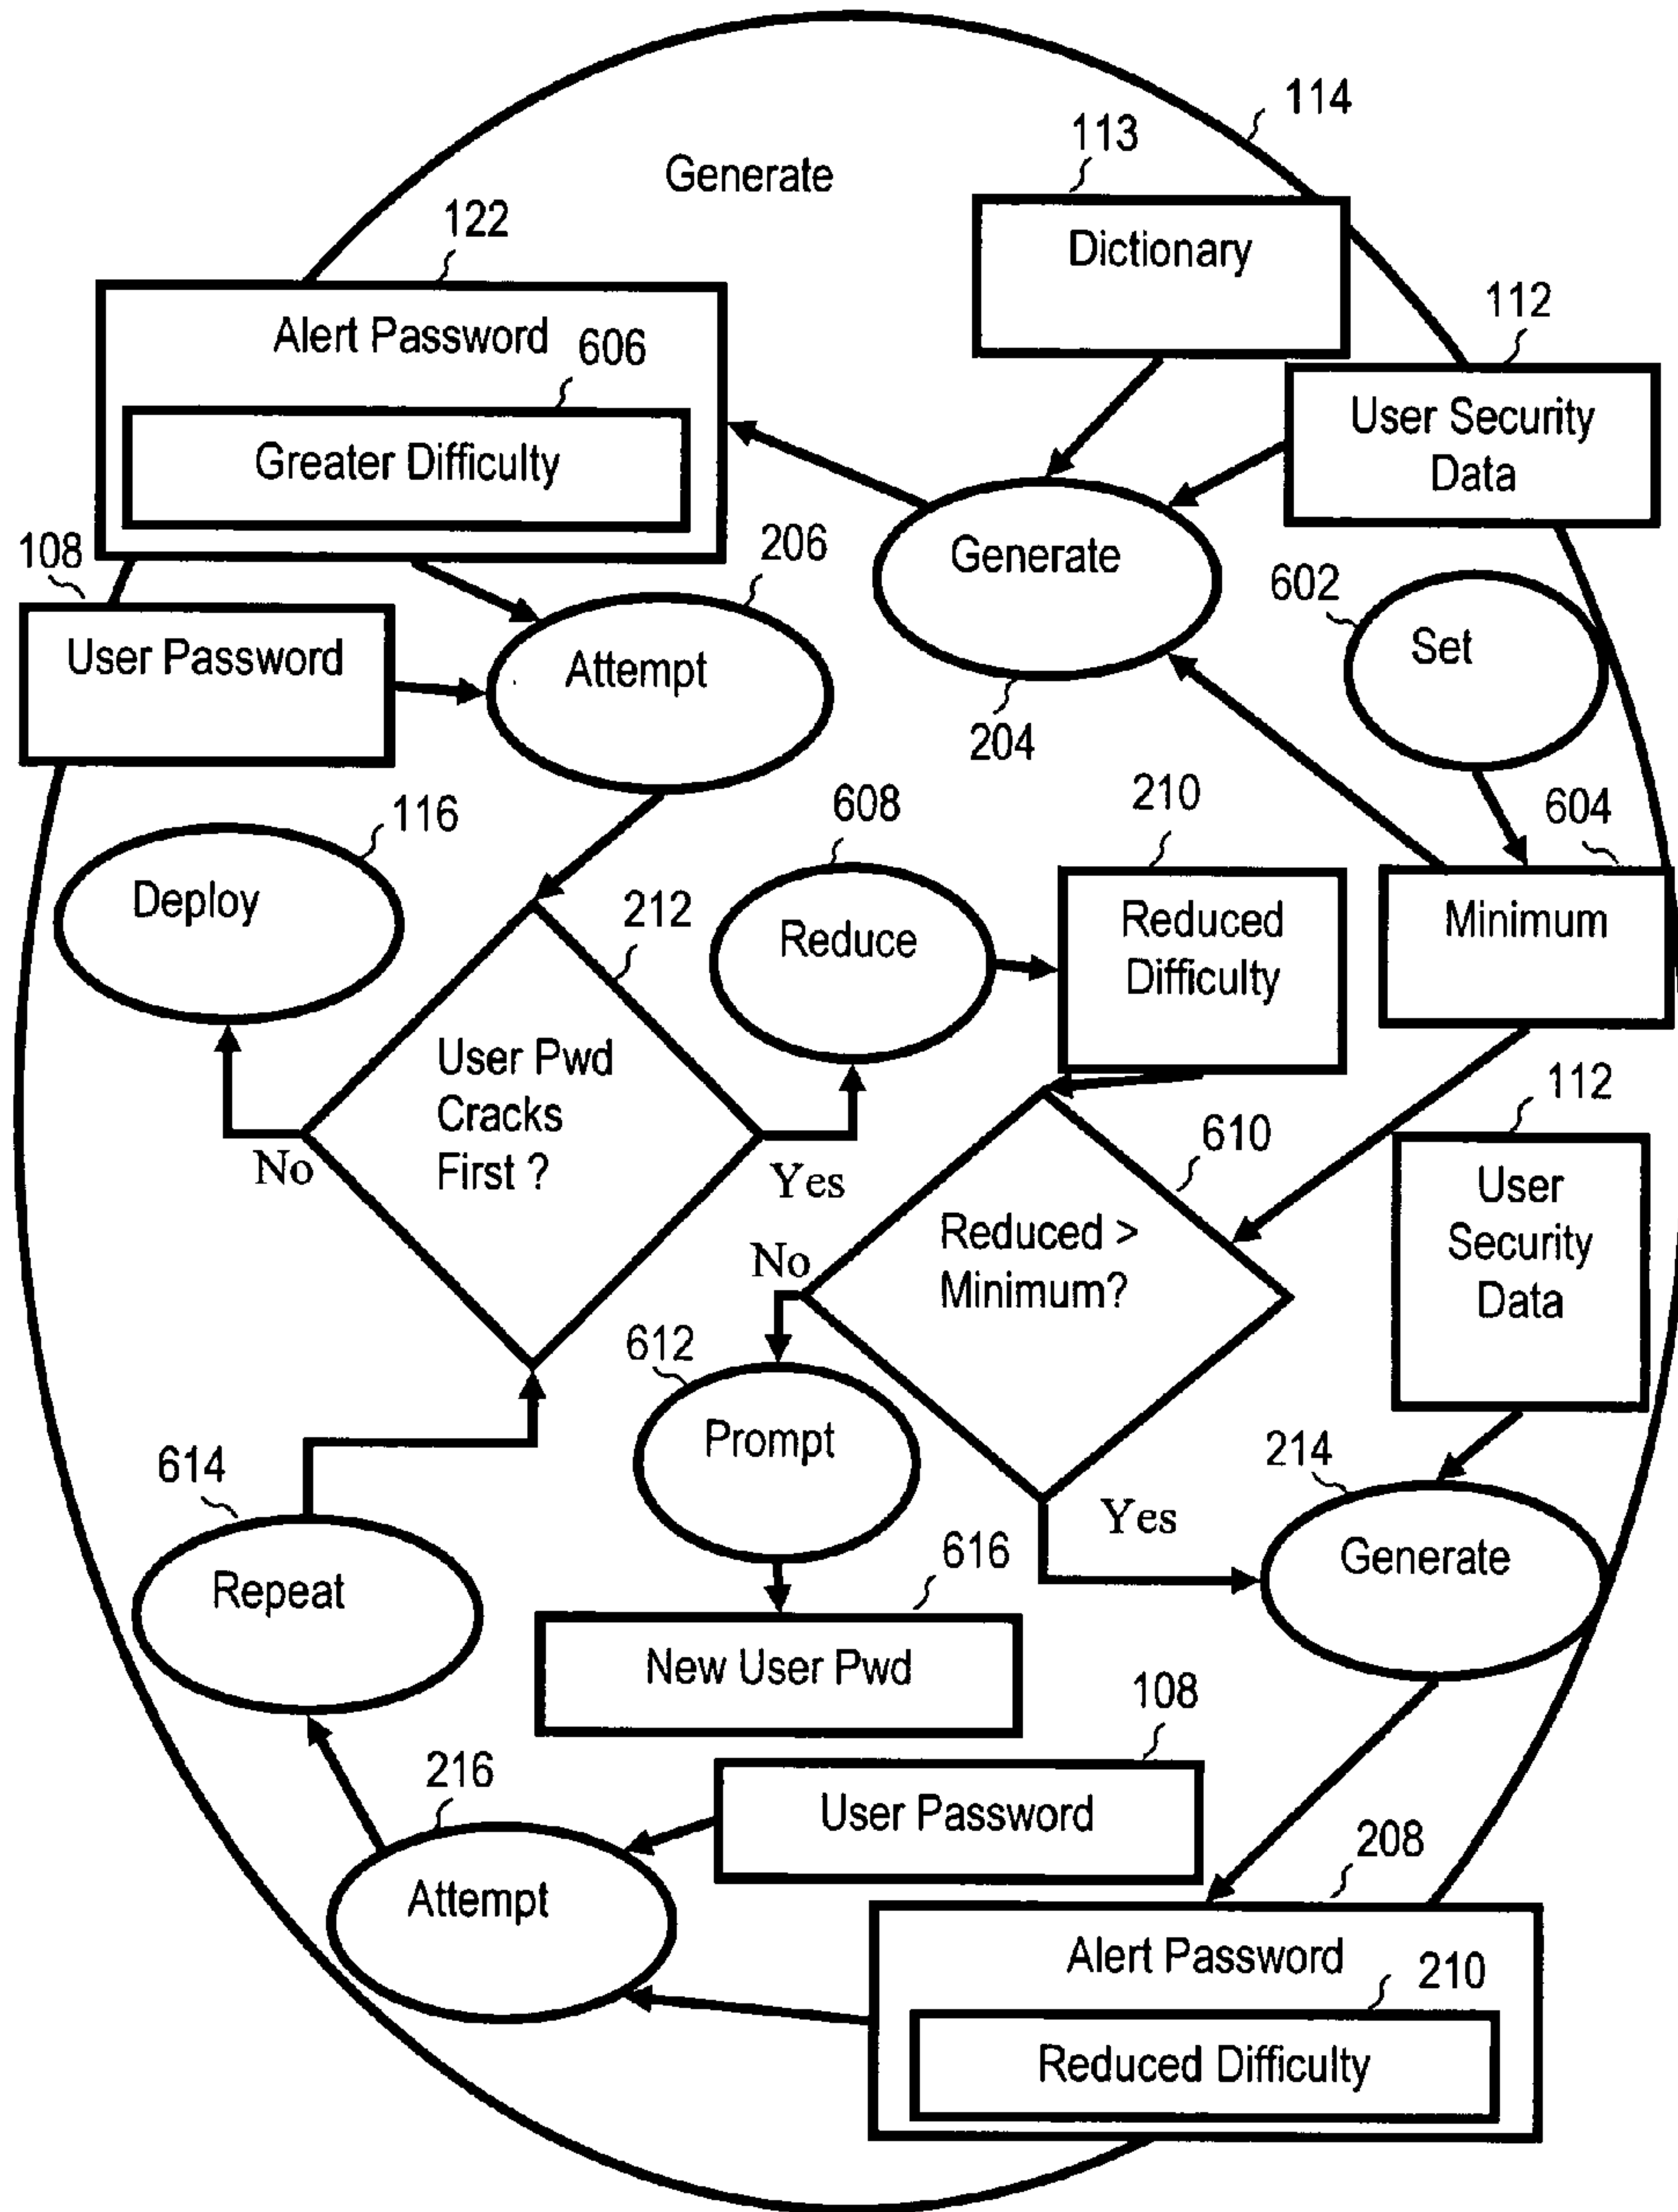 114
113
Generate
122
Dictionary
112
Alert Password
606
User Security
Data
Greater Difficulty
108
206
Generate
602
Set
User Password
Attempt
204
116
608
210
604
Deploy
212
Reduced
Difficulty
Minimum
Reduce
User Pwd
Cracks
First ?
112
610
No
Yes
User
Security
Data
Reduced >
Minimum?
No
612
Prompt
614
214
Yes
616
Generate
Repeat
New User Pwd
108
216
User Password
208
Attempt
Alert Password
210
Reduced Difficulty